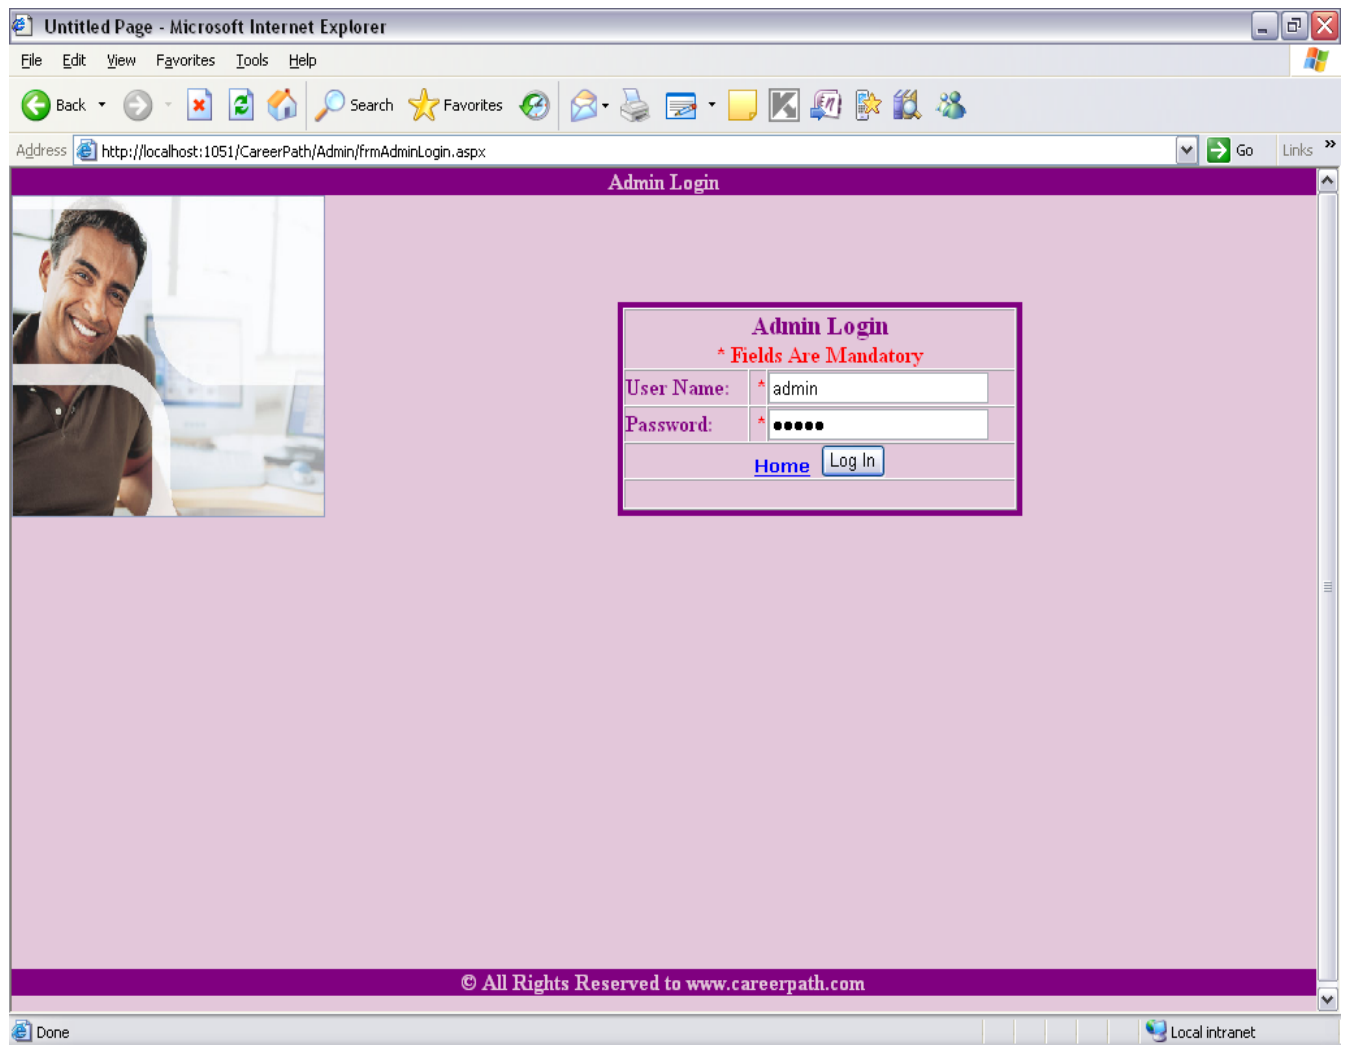 Untitled Page - Microsoft Internet Explorer
File Edit View Favorites Tools Help
Back Search Favorites
Address http://localhost:1051/CareerPath/Admin/frmAdminLogin.aspx Go Links »
Admin Login
Admin Login
* Fields Are Mandatory
User Name: * admin
Password: * •••••
Home Log In
© All Rights Reserved to www.careerpath.com
Done Local intranet